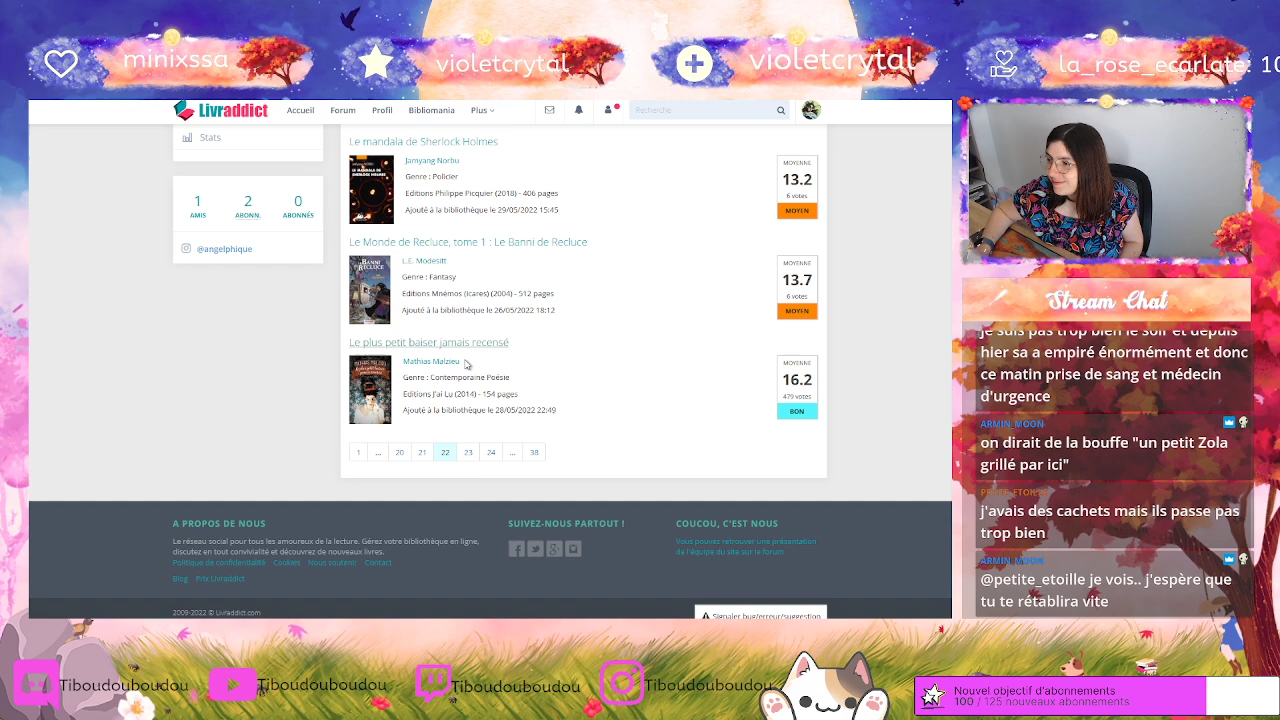 minixssa
violetcrytal
violetcrytal
la_rose_ecarlate: 10
Livraddict
Accueil
Forum
Profil
Bibliomania
Plus
Recherche
Stats
1
2
0
AMIS
ABONN.
ABONNÉS
@angelphique
Le mandala de Sherlock Holmes
Jamyang Norbu
Genre : Policier
Editions Philippe Picquier (2018) - 406 pages
Ajouté à la bibliothèque le 29/05/2022 15:45
MOYENNE
13.2
6 votes
MOYEN
Le Monde de Recluce, tome 1 : Le Banni de Recluce
L.E. Modesitt
Genre : Fantasy
Editions Mnémos (Icares) (2004) - 512 pages
Ajouté à la bibliothèque le 26/05/2022 18:12
MOYENNE
13.7
6 votes
MOYEN
Le plus petit baiser jamais recensé
Mathias Malzieu
Genre : Contemporaine Poésie
Editions J'ai Lu (2014) - 154 pages
Ajouté à la bibliothèque le 28/05/2022 22:49
MOYENNE
16.2
479 votes
BON
1 ... 20 21 22 23 24 ... 38
A PROPOS DE NOUS
Le réseau social pour tous les amoureux de la lecture. Gérez votre bibliothèque en ligne,
discutez en tout convivialité et découvrez de nouveaux livres.
Politique de confidentialité Cookies Nous soutenir Contact
Blog Prix Livraddict
SUIVEZ-NOUS PARTOUT !
COUCOU, C'EST NOUS
Vous pouvez retrouver une présentation
de l'équipe du site sur le forum
2009-2022 © Livraddict.com
Signaler bug/erreur/suggestion
Stream Chat
je suis pas trop bien le soir et depuis
hier sa a empiré énormément et donc
ce matin prise de sang et médecin
d'urgence
ARMIN_MOON
on dirait de la bouffe "un petit Zola
grillé par ici"
PETITE_ETOILLE
j'avais des cachets mais ils passe pas
trop bien
ARMIN_MOON
@petite_etoille je vois.. j'espère que
tu te rétablira vite
Tiboudouboudou
Tiboudouboudou
Tiboudouboudou
Tiboudouboudou
Nouvel objectif d'abonnements
100 / 125 nouveaux abonnements